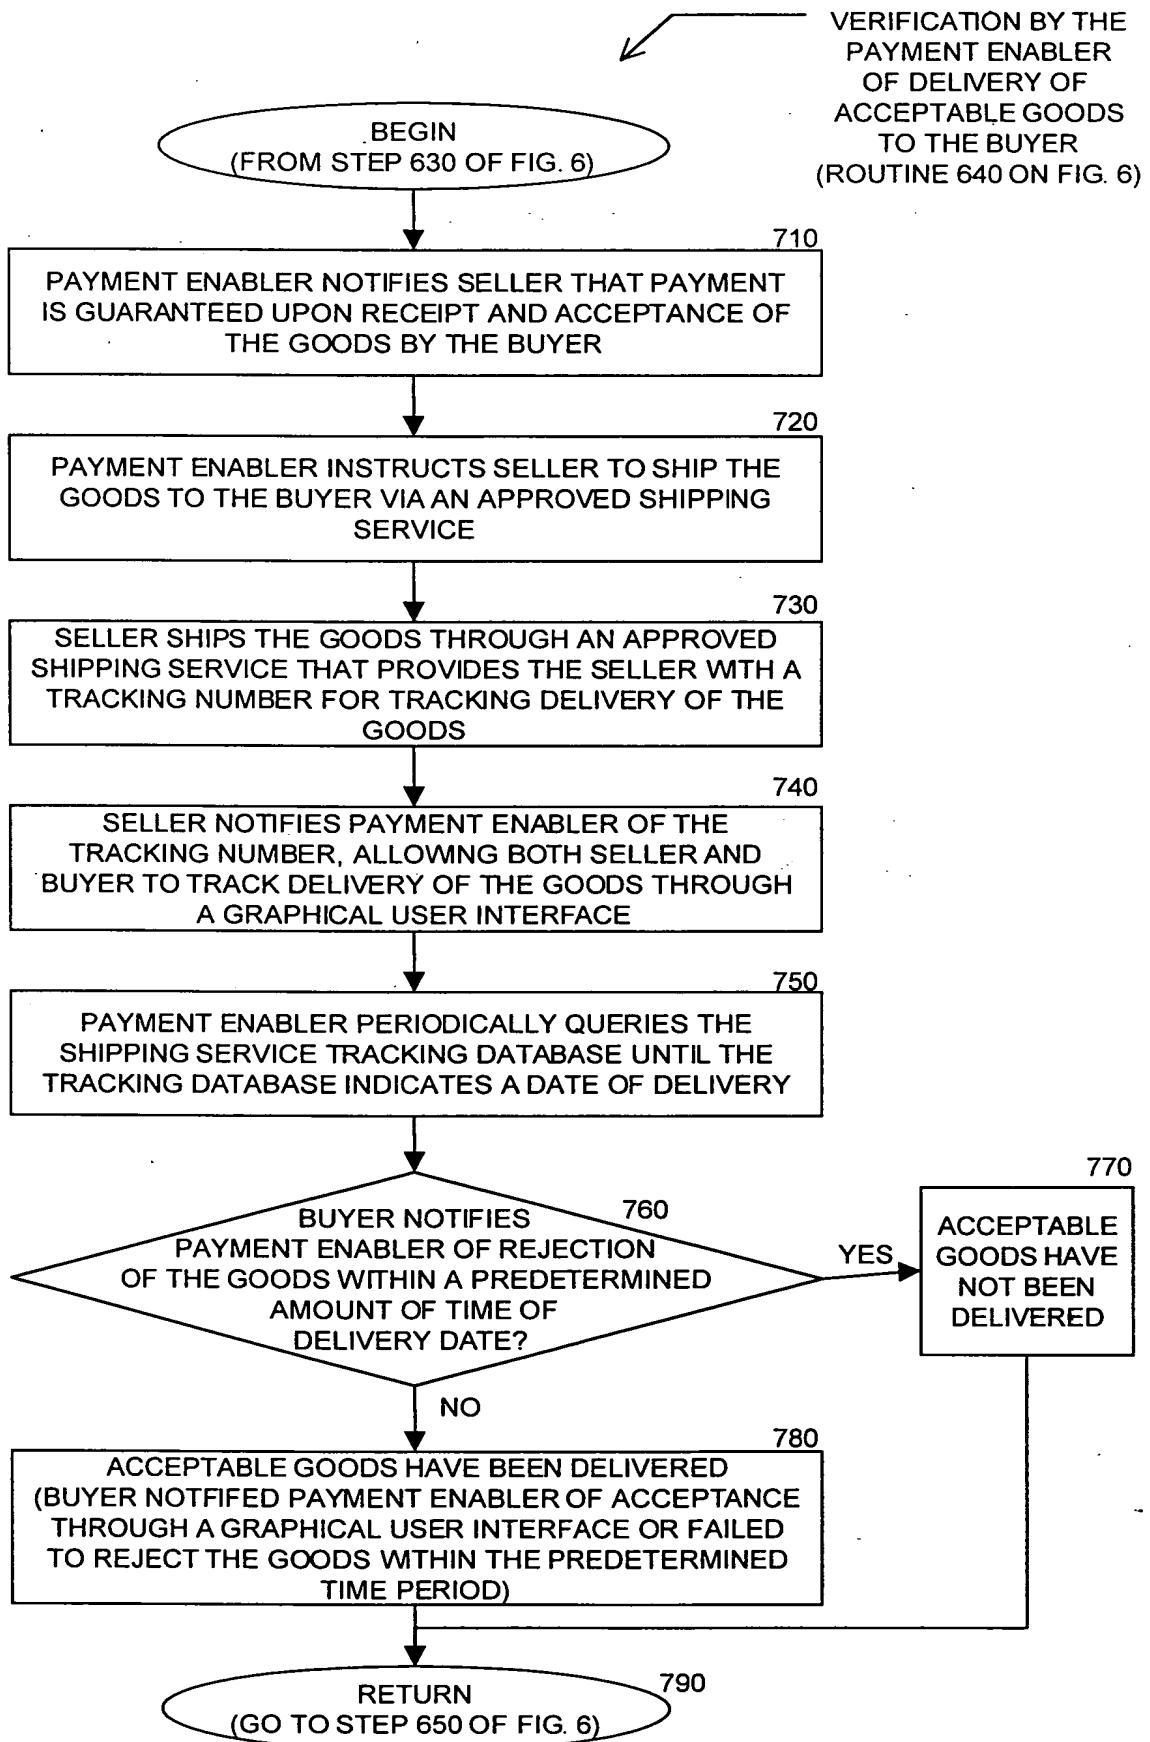 VERIFICATION BY THE
PAYMENT ENABLER
OF DELIVERY OF
ACCEPTABLE GOODS
TO THE BUYER
(ROUTINE 640 ON FIG. 6)
BEGIN
(FROM STEP 630 OF FIG. 6)
710
PAYMENT ENABLER NOTIFIES SELLER THAT PAYMENT
IS GUARANTEED UPON RECEIPT AND ACCEPTANCE OF
THE GOODS BY THE BUYER
720
PAYMENT ENABLER INSTRUCTS SELLER TO SHIP THE
GOODS TO THE BUYER VIA AN APPROVED SHIPPING
SERVICE
730
SELLER SHIPS THE GOODS THROUGH AN APPROVED
SHIPPING SERVICE THAT PROVIDES THE SELLER WITH A
TRACKING NUMBER FOR TRACKING DELIVERY OF THE
GOODS
740
SELLER NOTIFIES PAYMENT ENABLER OF THE
TRACKING NUMBER, ALLOWING BOTH SELLER AND
BUYER TO TRACK DELIVERY OF THE GOODS THROUGH
A GRAPHICAL USER INTERFACE
750
PAYMENT ENABLER PERIODICALLY QUERIES THE
SHIPPING SERVICE TRACKING DATABASE UNTIL THE
TRACKING DATABASE INDICATES A DATE OF DELIVERY
760
BUYER NOTIFIES
PAYMENT ENABLER OF REJECTION
OF THE GOODS WITHIN A PREDETERMINED
AMOUNT OF TIME OF
DELIVERY DATE?
YES
770
ACCEPTABLE
GOODS HAVE
NOT BEEN
DELIVERED
NO
780
ACCEPTABLE GOODS HAVE BEEN DELIVERED
(BUYER NOTFIFED PAYMENT ENABLER OF ACCEPTANCE
THROUGH A GRAPHICAL USER INTERFACE OR FAILED
TO REJECT THE GOODS WITHIN THE PREDETERMINED
TIME PERIOD)
790
RETURN
(GO TO STEP 650 OF FIG. 6)